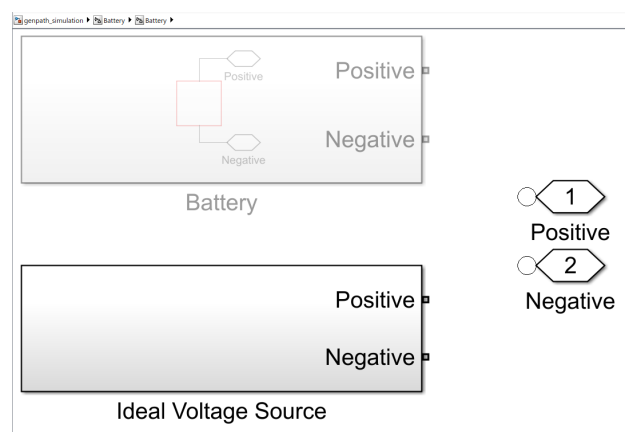 genpath_simulation Battery Battery
Positive
Negative
Positive
Negative
Battery
1
Positive
2
Negative
Positive
Negative
Ideal Voltage Source